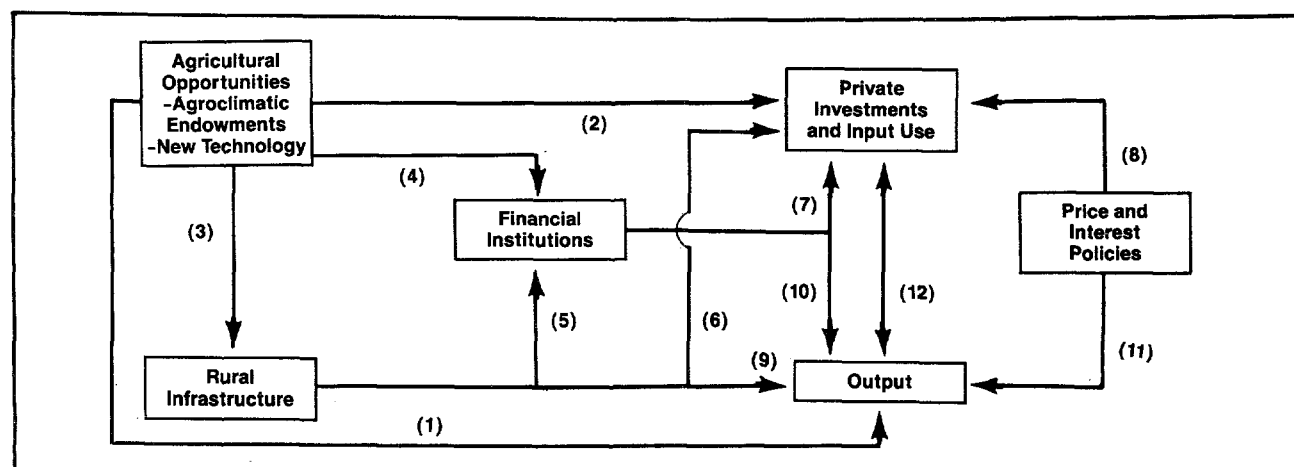 Agricultural
Opportunities
-Agroclimatic
Endowments
-New Technology
(2)
Private
Investments
and Input Use
(4)
(8)
(3)
Financial
Institutions
(7)
Price and
Interest
Policies
(5)
(6)
(10)
(12)
(9)
(11)
Rural
Infrastructure
Output
(1)